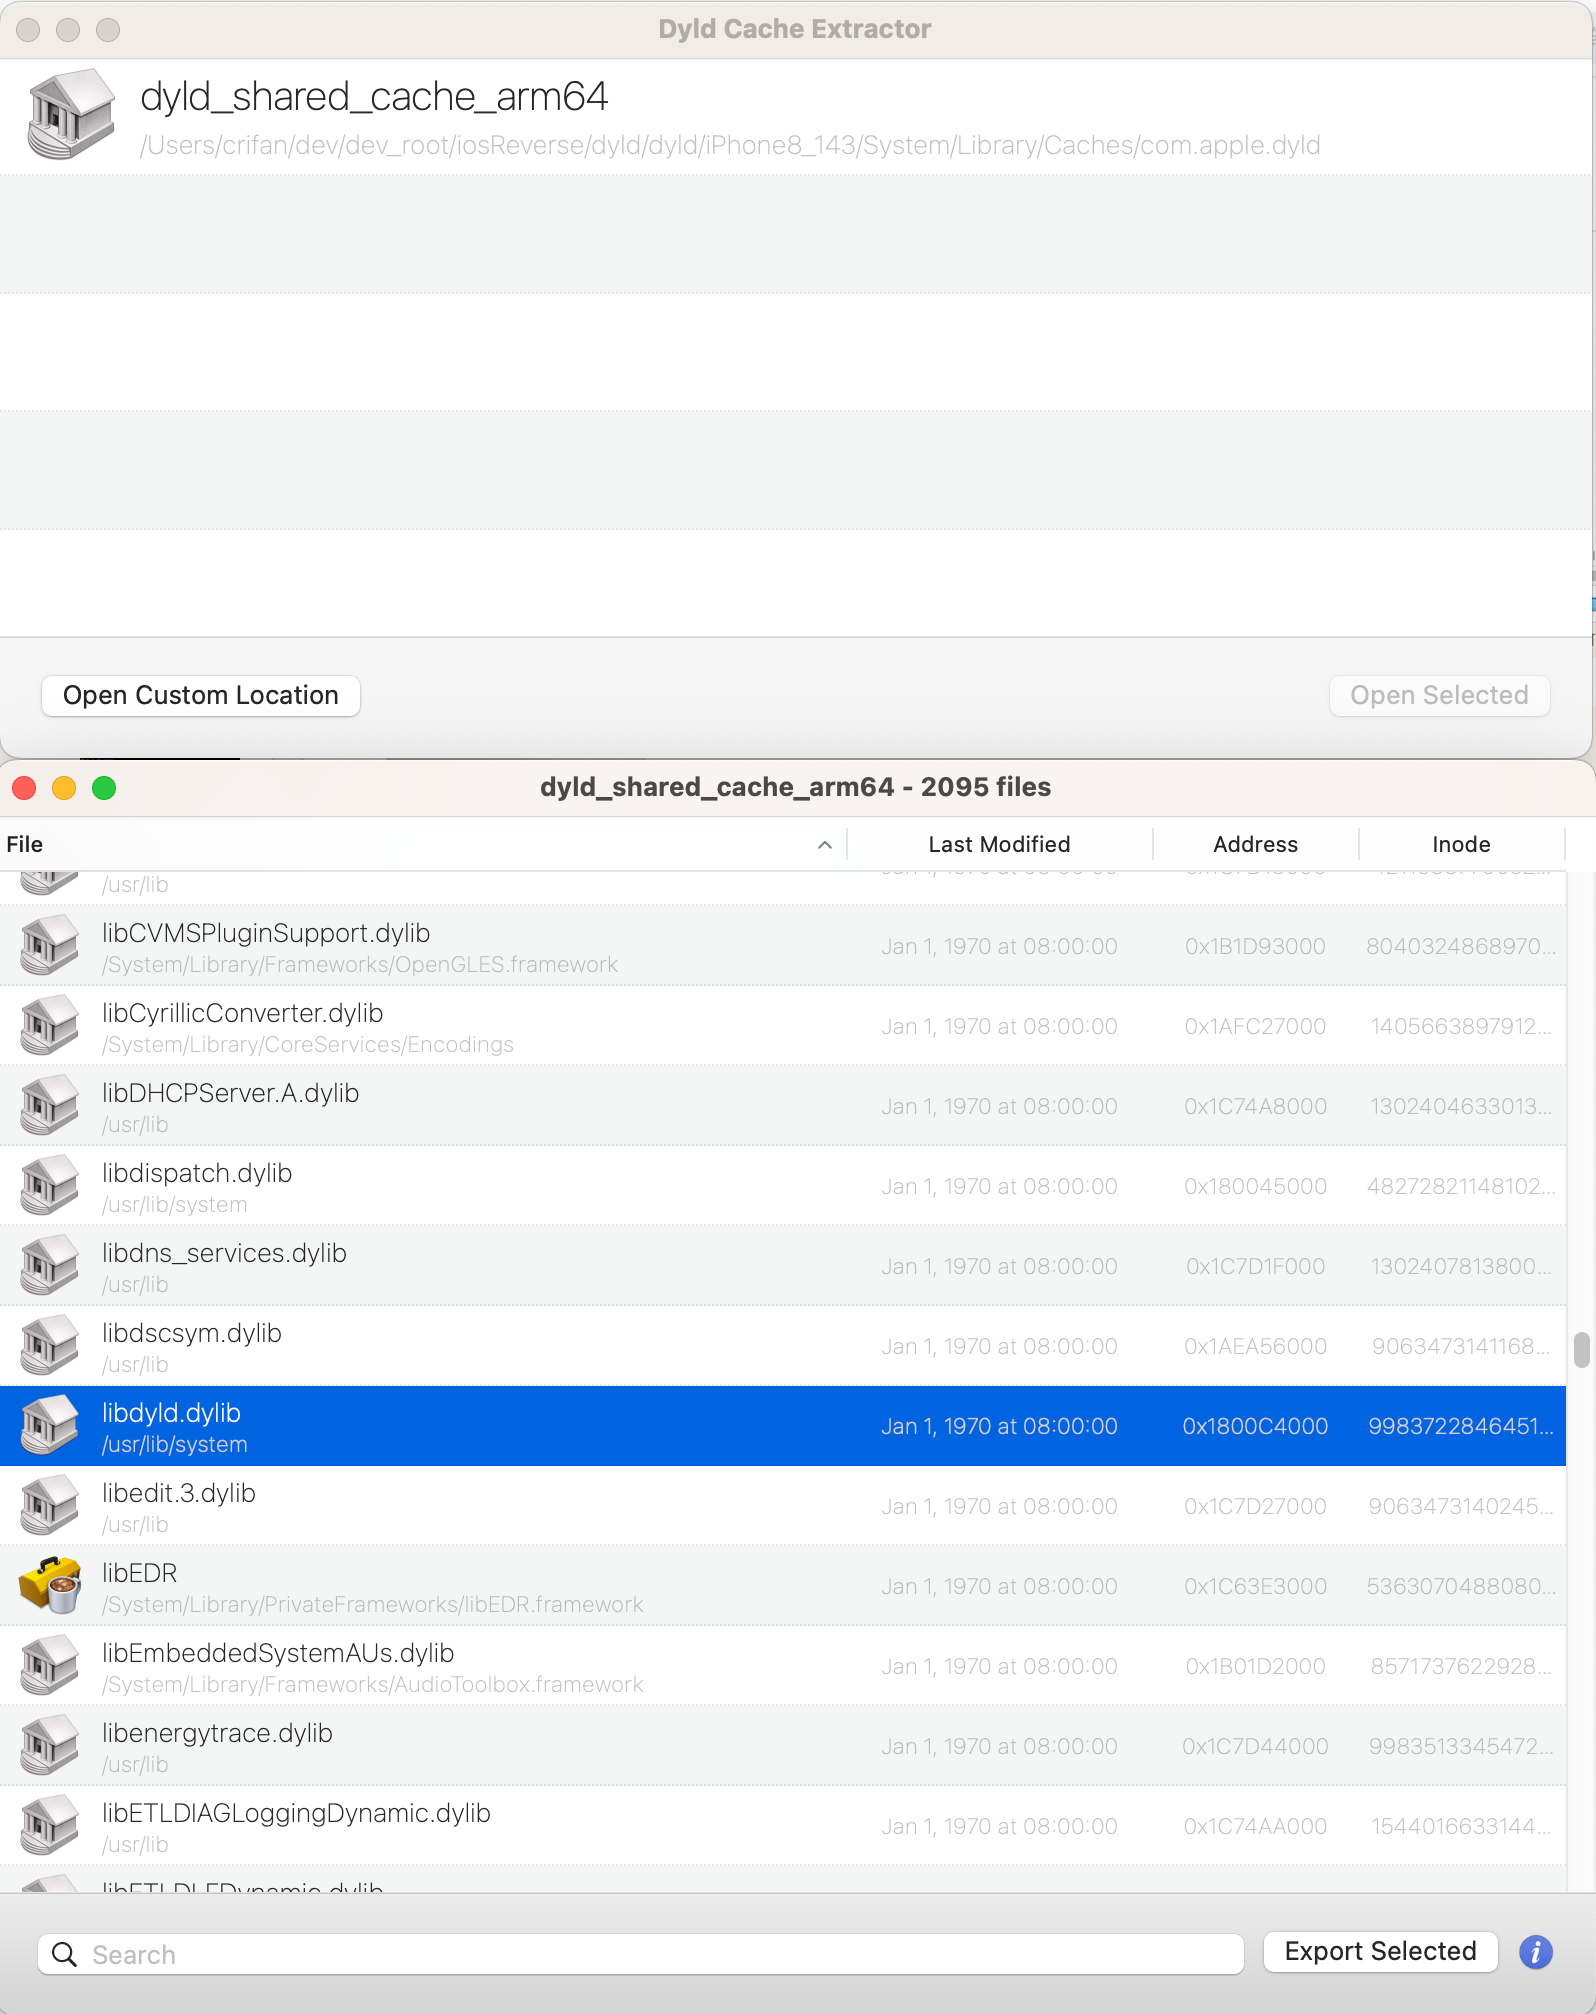 Dyld Cache Extractor
dyld_shared_cache_arm64
/Users/crifan/dev/dev_root/iosReverse/dyld/dyld/iPhone8_143/System/Library/Caches/com.apple.dyld
Open Custom Location
Open Selected
dyld_shared_cache_arm64 - 2095 files
File
Last Modified
Address
Inode
/usr/lib
libCVMSPluginSupport.dylib
/System/Library/Frameworks/OpenGLES.framework
Jan 1, 1970 at 08:00:00
0x1B1D93000
8040324868970...
libCyrillicConverter.dylib
/System/Library/CoreServices/Encodings
Jan 1, 1970 at 08:00:00
0x1AFC27000
1405663897912...
libDHCPServer.A.dylib
/usr/lib
Jan 1, 1970 at 08:00:00
0x1C74A8000
1302404633013...
libdispatch.dylib
/usr/lib/system
Jan 1, 1970 at 08:00:00
0x180045000
48272821148102...
libdns_services.dylib
/usr/lib
Jan 1, 1970 at 08:00:00
0x1C7D1F000
1302407813800...
libdscsym.dylib
/usr/lib
Jan 1, 1970 at 08:00:00
0x1AEA56000
9063473141168...
libdyld.dylib
/usr/lib/system
Jan 1, 1970 at 08:00:00
0x1800C4000
9983722846451...
libedit.3.dylib
/usr/lib
Jan 1, 1970 at 08:00:00
0x1C7D27000
9063473140245...
libEDR
/System/Library/PrivateFrameworks/libEDR.framework
Jan 1, 1970 at 08:00:00
0x1C63E3000
5363070488080...
libEmbeddedSystemAUs.dylib
/System/Library/Frameworks/AudioToolbox.framework
Jan 1, 1970 at 08:00:00
0x1B01D2000
8571737622928...
libenergytrace.dylib
/usr/lib
Jan 1, 1970 at 08:00:00
0x1C7D44000
9983513345472...
libETLDIAGLoggingDynamic.dylib
/usr/lib
Jan 1, 1970 at 08:00:00
0x1C74AA000
1544016633144...
libETLDLFDynamic.dylib
Search
Export Selected